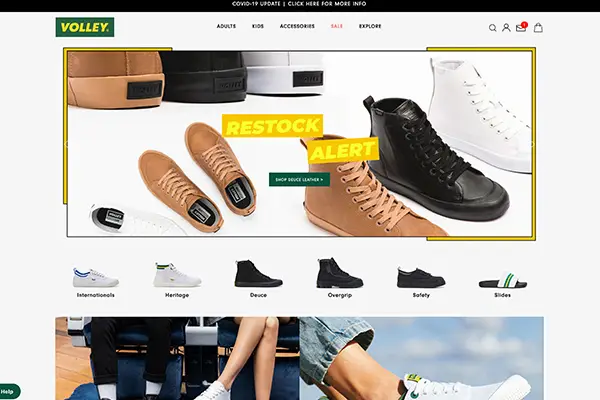 COVID-19 UPDATE | CLICK HERE FOR MORE INFO
VOLLEY
ADULTS KIDS ACCESSORIES SALE EXPLORE
RESTOCK
ALERT
SHOP DEUCE LEATHER >
Internationals Heritage Deuce Overgrip Safety Slides
Help